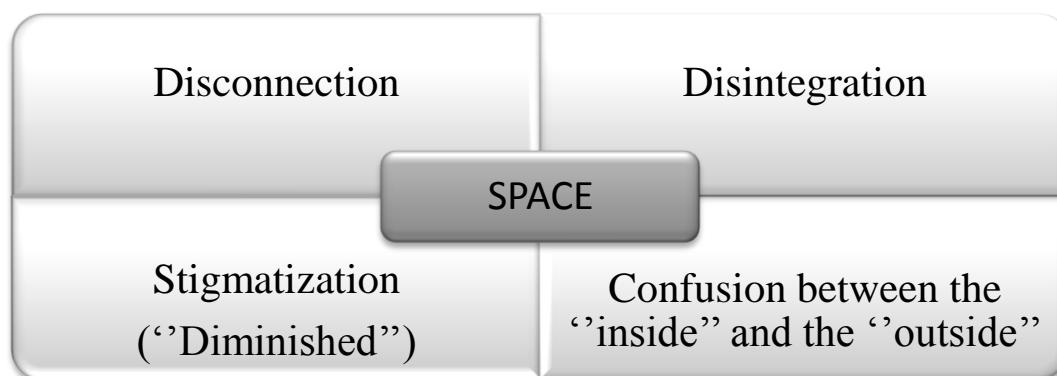 Disconnection
Disintegration
SPACE
Stigmatization
(‘’Diminished’’)
Confusion between the
‘’inside’’ and the ‘’outside’’